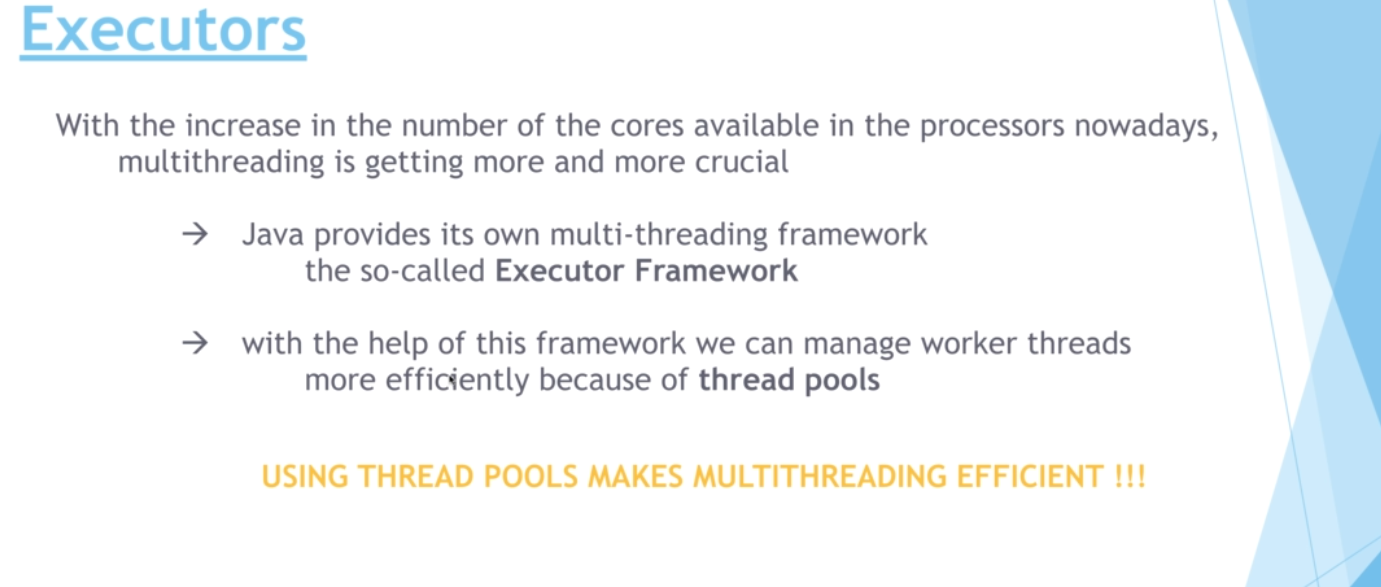 Executors
With the increase in the number of the cores available in the processors nowadays,
multithreading is getting more and more crucial
→ Java provides its own multi-threading framework
the so-called Executor Framework
→ with the help of this framework we can manage worker threads
more efficiently because of thread pools
USING THREAD POOLS MAKES MULTITHREADING EFFICIENT !!!